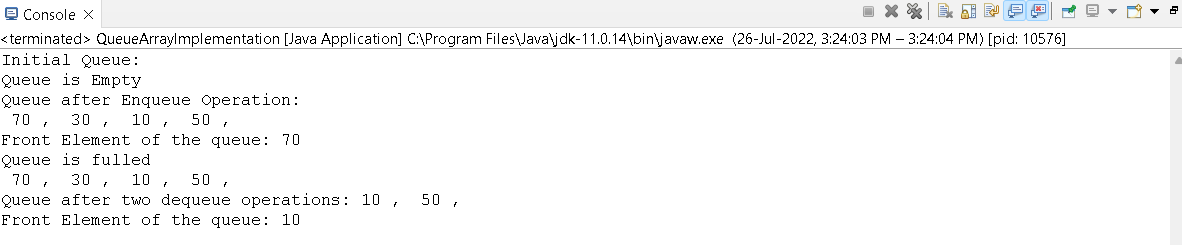 Console
<terminated> QueueArrayImplementation [Java Application] C:\Program Files\Java\jdk-11.0.14\bin\javaw.exe (26-Jul-2022, 3:24:03 PM – 3:24:04 PM) [pid: 10576]
Initial Queue:
Queue is Empty
Queue after Enqueue Operation:
 70 ,  30 ,  10 ,  50 ,
Front Element of the queue: 70
Queue is fulled
 70 ,  30 ,  10 ,  50 ,
Queue after two dequeue operations: 10 ,  50 ,
Front Element of the queue: 10